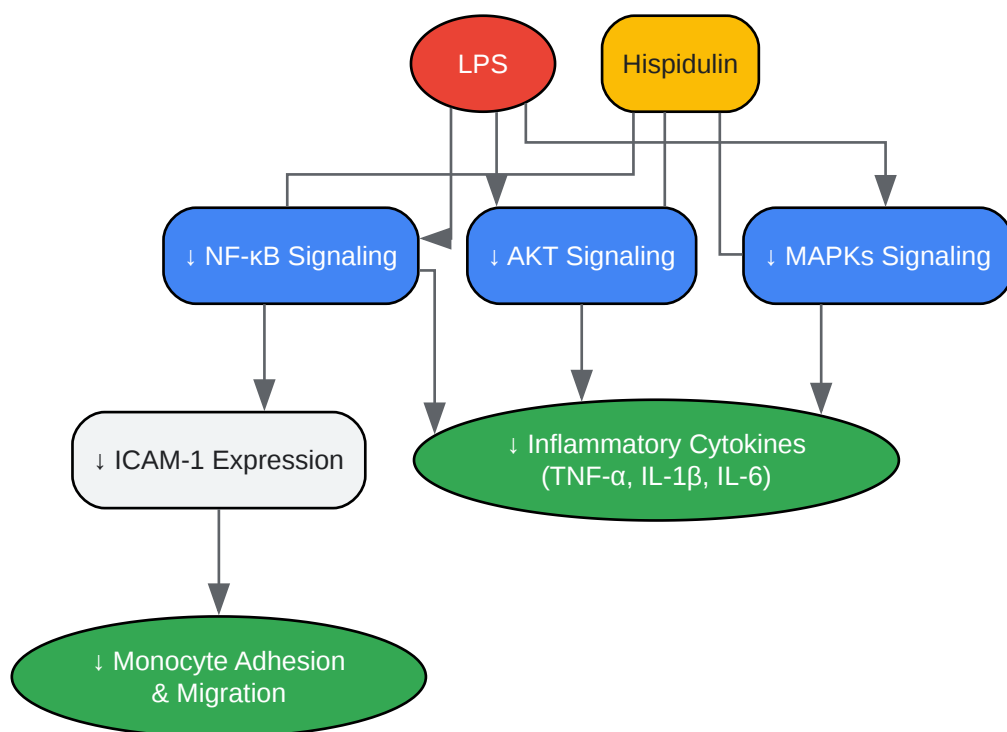 LPS
Hispidulin
↓ NF-κB Signaling
↓ AKT Signaling
↓ MAPKs Signaling
↓ ICAM-1 Expression
↓ Inflammatory Cytokines
(TNF-α, IL-1β, IL-6)
↓ Monocyte Adhesion
& Migration